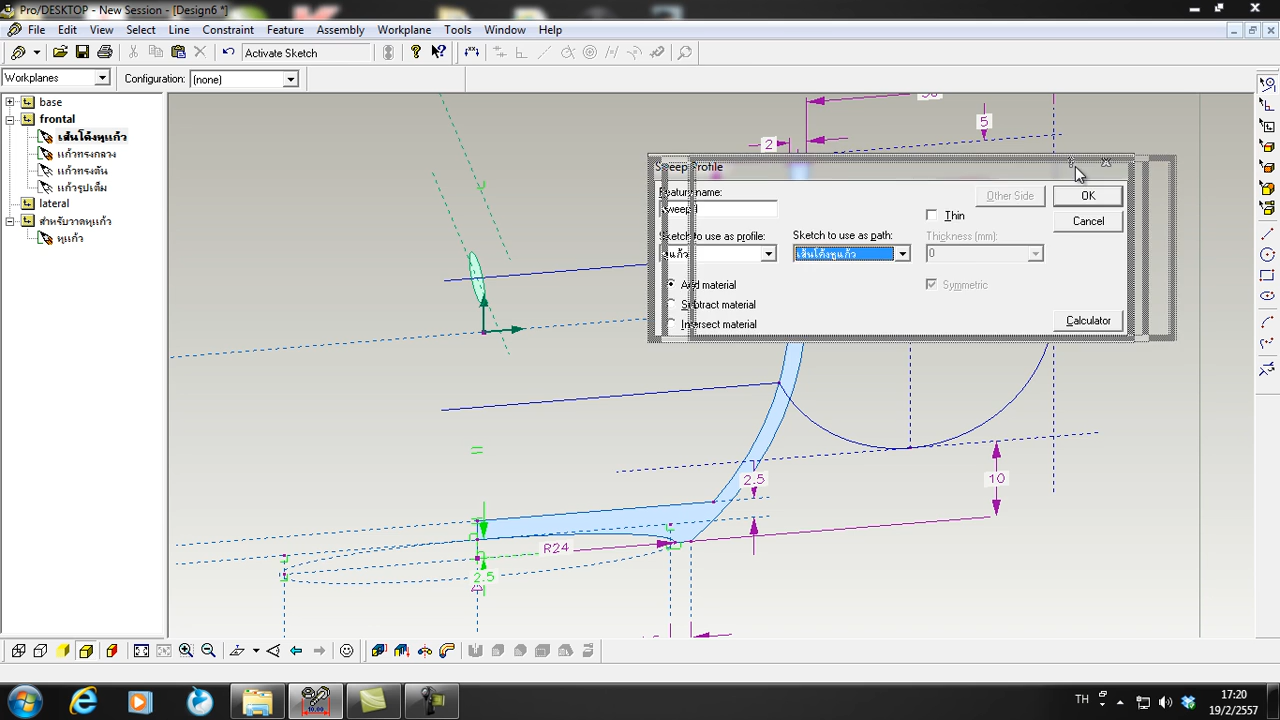 Pro/DESKTOP - New Session - [Design6 *]
File Edit View Select Line Constraint Feature Assembly Workplane Tools Window Help
Activate Sketch
Workplanes Configuration: (none)
base
frontal
เส้นโค้งหูแก้ว
แก้วทรงกลวง
แก้วทรงตัน
แก้วรูปเต็ม
lateral
สำหรับวาดหูแก้ว
หูแก้ว
5
2
Sweep Profile
Feature name:
Other Side OK
Thin Cancel
Sketch to use as profile: Sketch to use as path: Thickness (mm):
หูแก้ว เส้นโค้งหูแก้ว 0
Add material Symmetric
Subtract material
Intersect material Calculator
2.5
10
R24
2.5
TH 17:20
19/2/2557